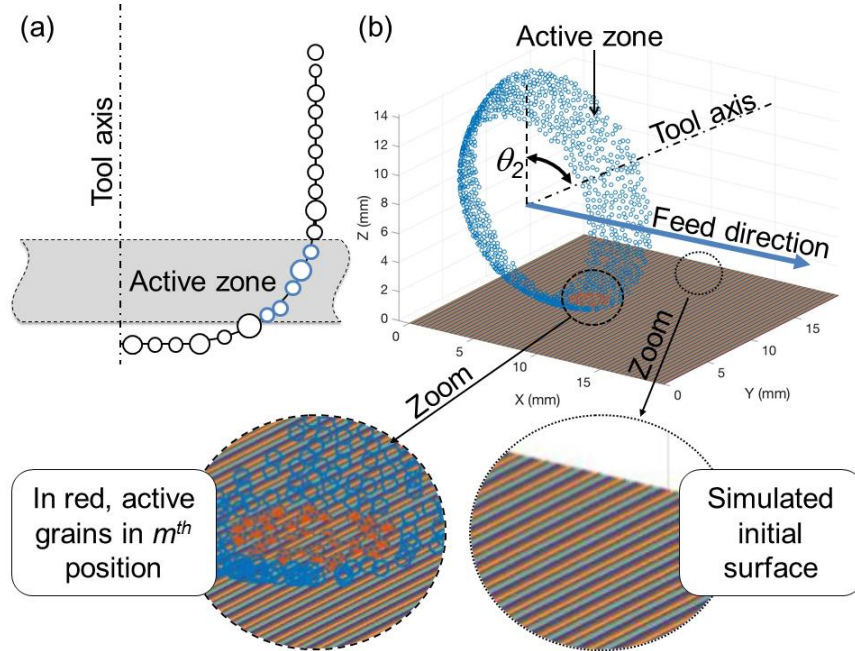 (a)
Tool axis
Active zone
(b)
Active zone
Tool axis
θ2
Feed direction
Z (mm)
14
12
10
8
6
4
2
0
0
5
10
15
X (mm)
0
5
10
15
Y (mm)
Zoom
Zoom
In red, active
grains in mth
position
Simulated
initial
surface